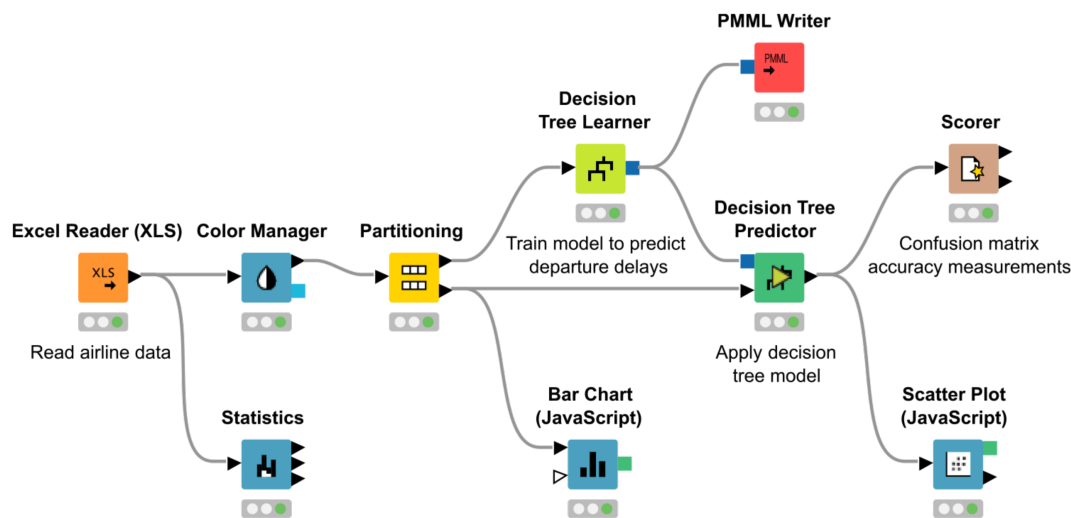 PMML Writer
PMML
Decision
Tree Learner
Scorer
Excel Reader (XLS)
Color Manager
Partitioning
Decision Tree
Predictor
XLS
Train model to predict
departure delays
Confusion matrix
accuracy measurements
Read airline data
Apply decision
tree model
Statistics
Bar Chart
(JavaScript)
Scatter Plot
(JavaScript)